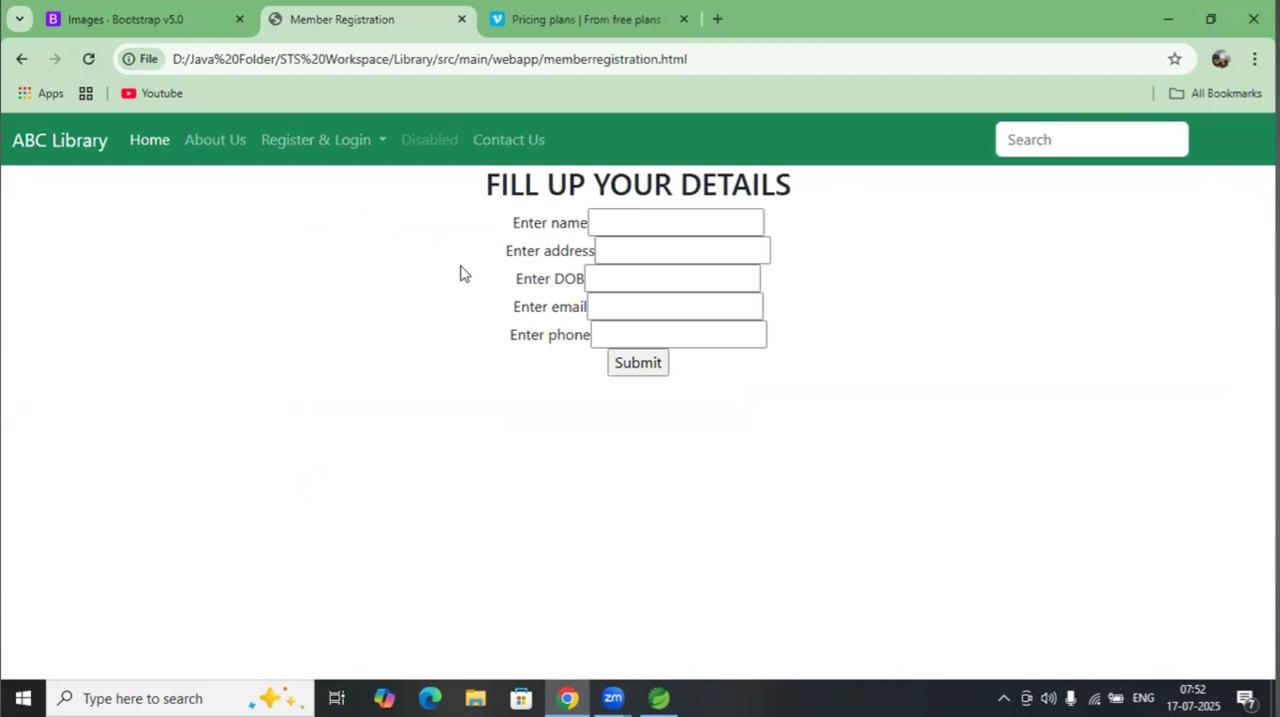 Images · Bootstrap v5.0
Member Registration
Pricing plans | From free plans
File
D:/Java%20Folder/STS%20Workspace/Library/src/main/webapp/memberregistration.html
Apps
Youtube
All Bookmarks
ABC Library
Home
About Us
Register & Login
Disabled
Contact Us
Search
FILL UP YOUR DETAILS
Enter name
Enter address
Enter DOB
Enter email
Enter phone
Submit
Type here to search
zm
ENG
07:52
17-07-2025
7